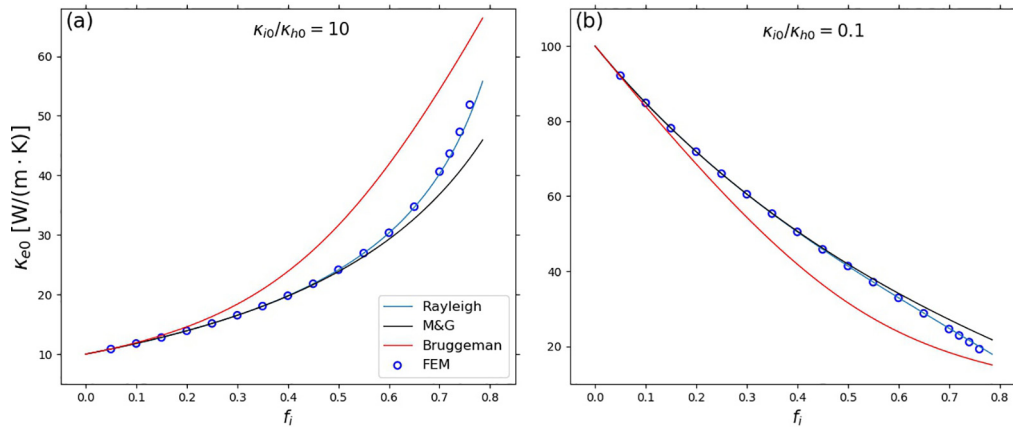 (a)
κi0/κh0 = 10
κe0 [W/(m · K)]
60
50
40
30
20
10
Rayleigh
M&G
Bruggeman
FEM
0.0 0.1 0.2 0.3 0.4 0.5 0.6 0.7 0.8
fi
(b)
κi0/κh0 = 0.1
100
80
60
40
20
0.0 0.1 0.2 0.3 0.4 0.5 0.6 0.7 0.8
fi